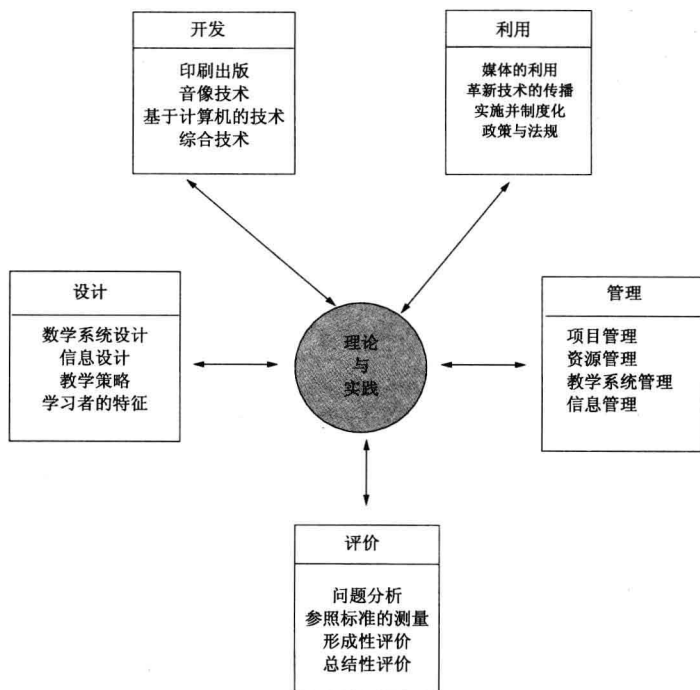 开发
印刷出版
音像技术
基于计算机的技术
综合技术
利用
媒体的利用
革新技术的传播
实施并制度化
政策与法规
设计
数学系统设计
信息设计
教学策略
学习者的特征
理论
与
实践
管理
项目管理
资源管理
教学系统管理
信息管理
评价
问题分析
参照标准的测量
形成性评价
总结性评价